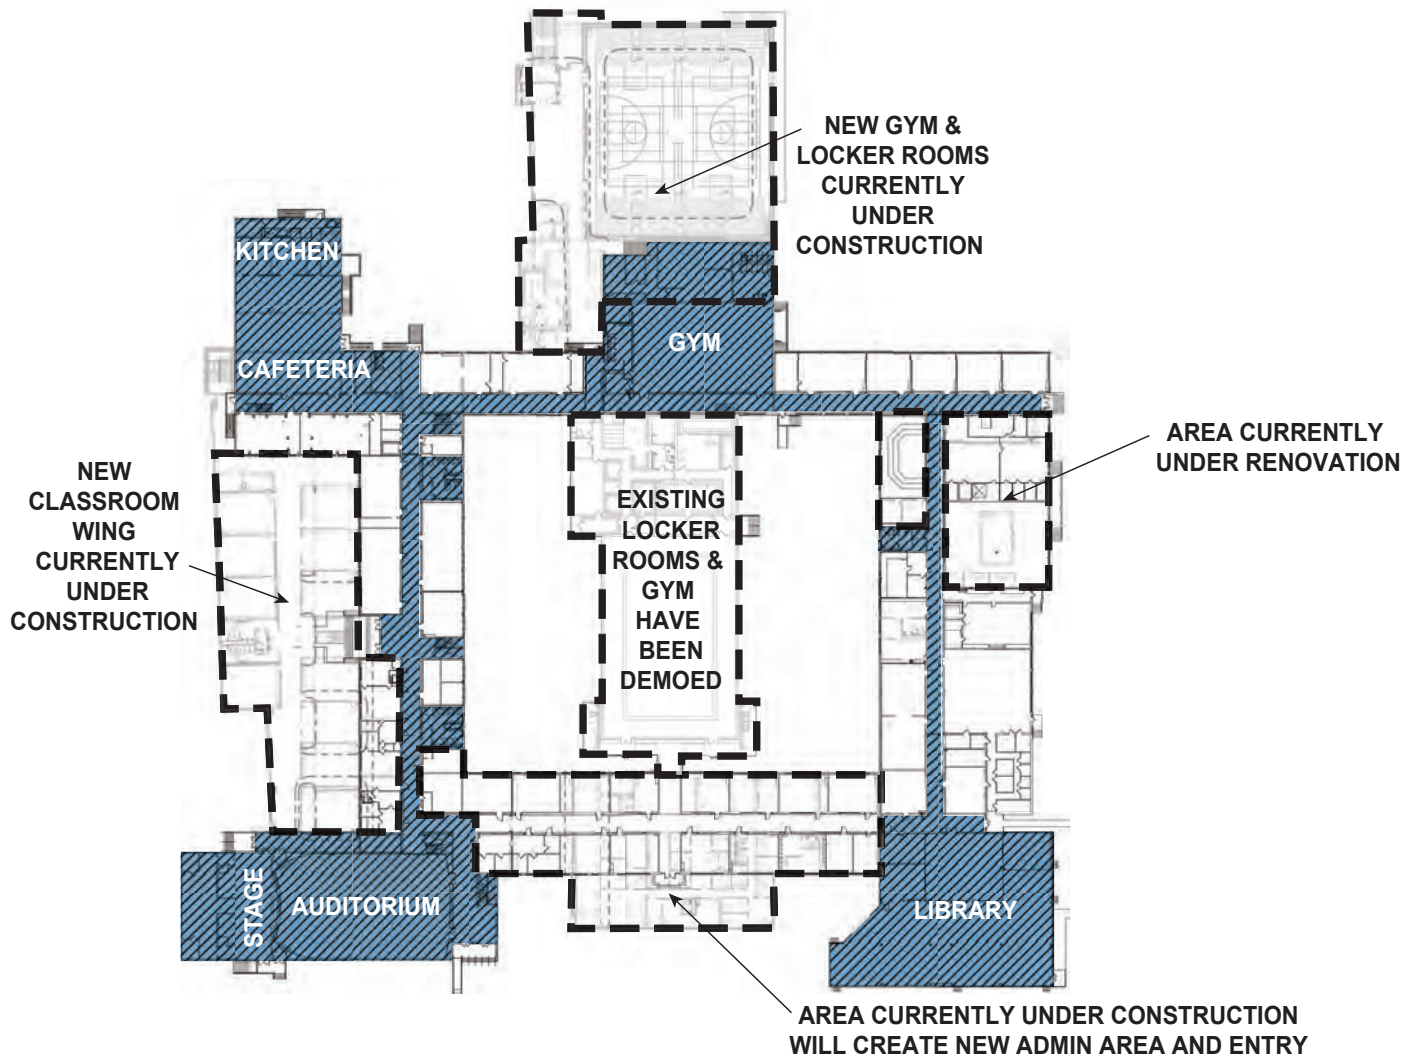 NEW GYM &
LOCKER ROOMS
CURRENTLY
UNDER
CONSTRUCTION
KITCHEN
GYM
CAFETERIA
AREA CURRENTLY
UNDER RENOVATION
NEW
CLASSROOM
WING
CURRENTLY
UNDER
CONSTRUCTION
EXISTING
LOCKER
ROOMS &
GYM
HAVE
BEEN
DEMOED
STAGE
AUDITORIUM
LIBRARY
AREA CURRENTLY UNDER CONSTRUCTION
WILL CREATE NEW ADMIN AREA AND ENTRY